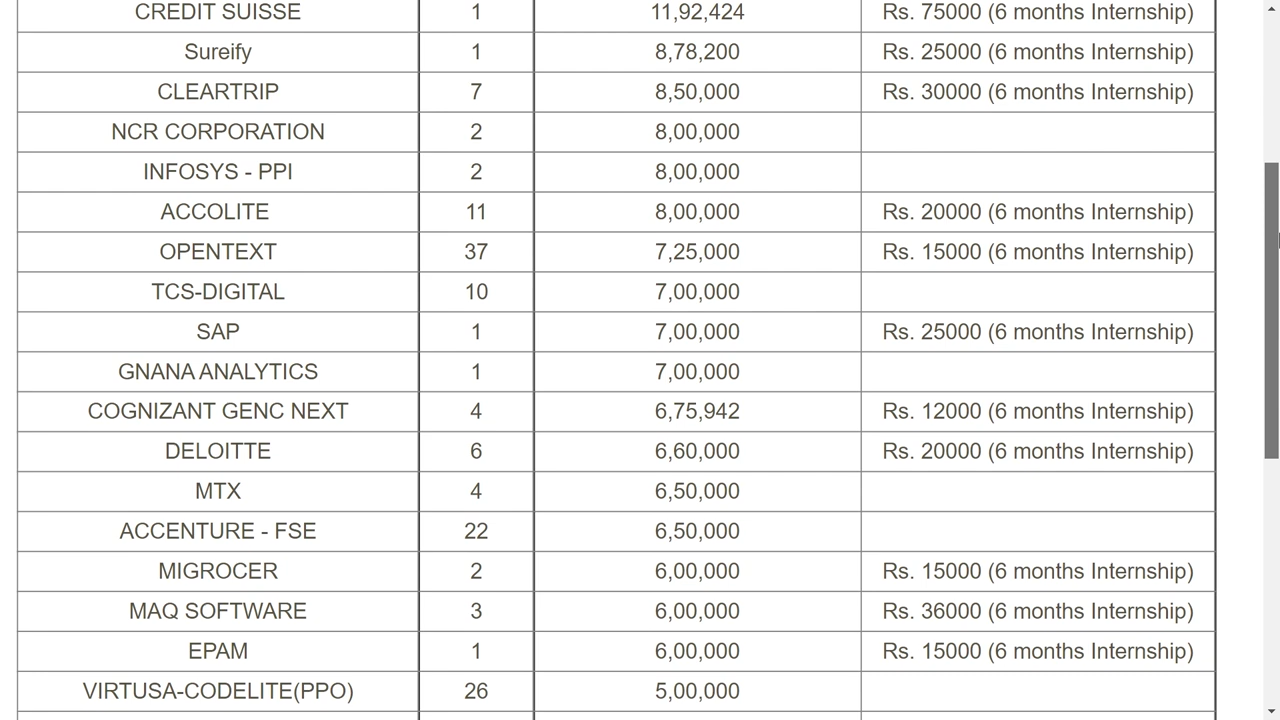 CREDIT SUISSE 1 11,92,424 Rs. 75000 (6 months Internship)
Sureify 1 8,78,200 Rs. 25000 (6 months Internship)
CLEARTRIP 7 8,50,000 Rs. 30000 (6 months Internship)
NCR CORPORATION 2 8,00,000
INFOSYS - PPI 2 8,00,000
ACCOLITE 11 8,00,000 Rs. 20000 (6 months Internship)
OPENTEXT 37 7,25,000 Rs. 15000 (6 months Internship)
TCS-DIGITAL 10 7,00,000
SAP 1 7,00,000 Rs. 25000 (6 months Internship)
GNANA ANALYTICS 1 7,00,000
COGNIZANT GENC NEXT 4 6,75,942 Rs. 12000 (6 months Internship)
DELOITTE 6 6,60,000 Rs. 20000 (6 months Internship)
MTX 4 6,50,000
ACCENTURE - FSE 22 6,50,000
MIGROCER 2 6,00,000 Rs. 15000 (6 months Internship)
MAQ SOFTWARE 3 6,00,000 Rs. 36000 (6 months Internship)
EPAM 1 6,00,000 Rs. 15000 (6 months Internship)
VIRTUSA-CODELITE(PPO) 26 5,00,000